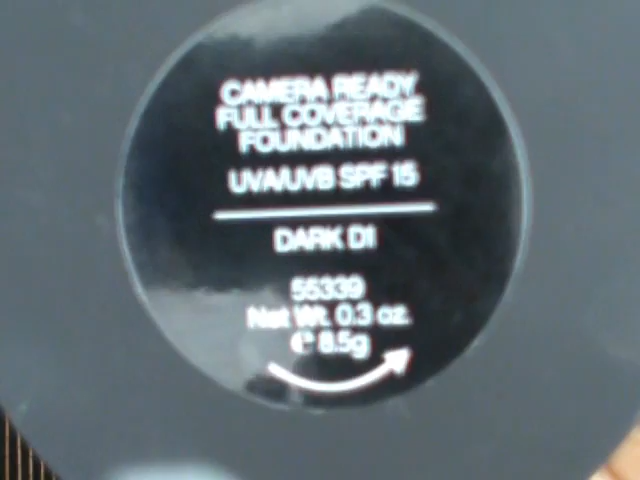 CAMERA READY
FULL COVERAGE
FOUNDATION
UVA/UVB SPF 15
DARK D1
55339
Net Wt. 0.3 oz.
e 8.5g